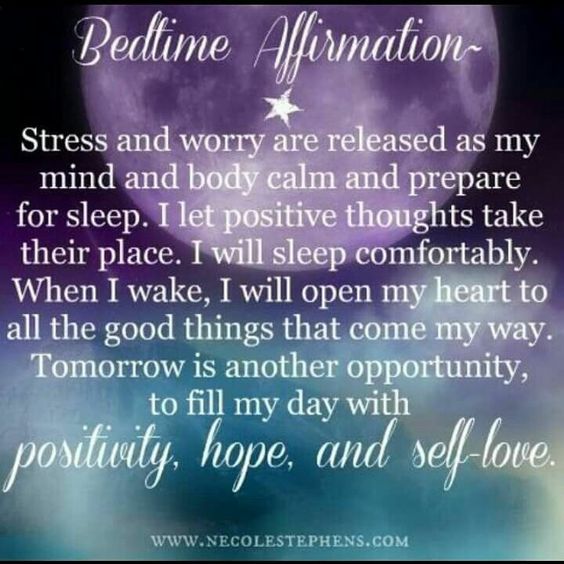 Bedtime Affirmation~
Stress and worry are released as my
mind and body calm and prepare
for sleep. I let positive thoughts take
their place. I will sleep comfortably.
When I wake, I will open my heart to
all the good things that come my way.
Tomorrow is another opportunity,
to fill my day with
positivity, hope, and self-love.
WWW.NECOLESTEPHENS.COM